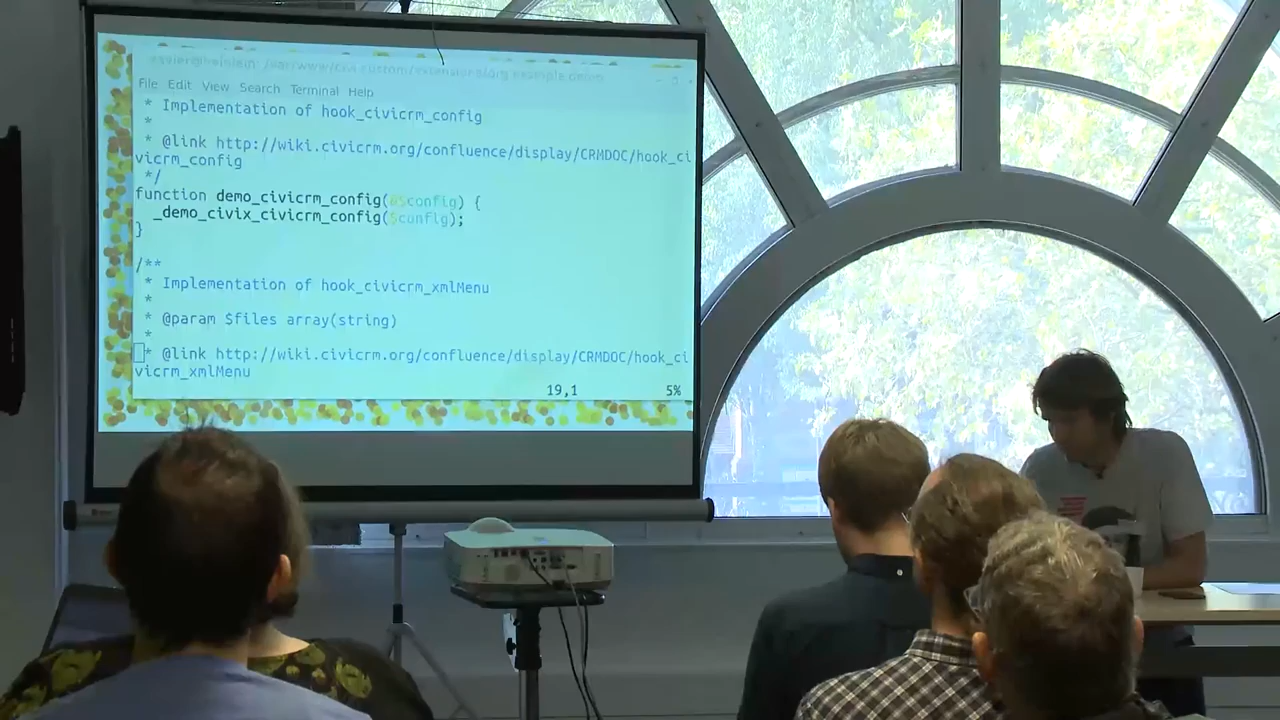 File Edit View Search Terminal Help
* Implementation of hook_civicrm_config
*
* @link http://wiki.civicrm.org/confluence/display/CRMDOC/hook_ci
vicrm_config
*/
function demo_civicrm_config(&$config) {
_demo_civix_civicrm_config($config);
}
/**
* Implementation of hook_civicrm_xmlMenu
*
* @param $files array(string)
*
* @link http://wiki.civicrm.org/confluence/display/CRMDOC/hook_ci
vicrm_xmlMenu
19,1 5%